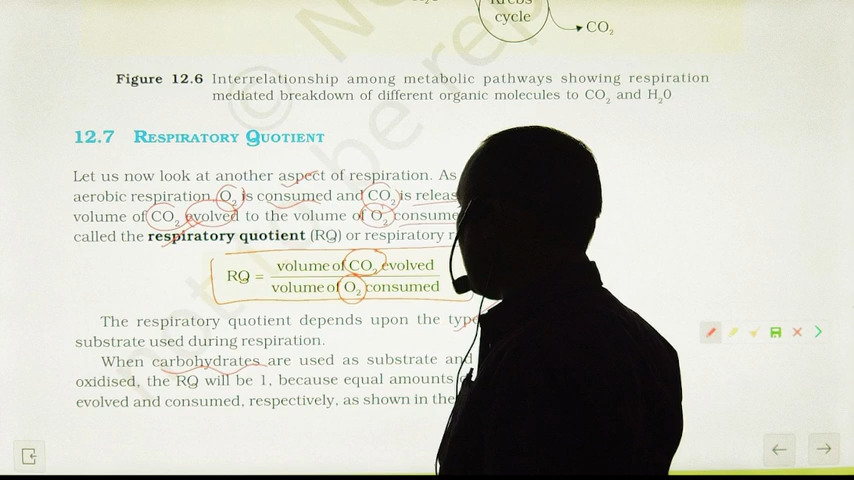 Krebs
cycle
CO₂
Figure 12.6 Interrelationship among metabolic pathways showing respiration
mediated breakdown of different organic molecules to CO₂ and H₂0
12.7 RESPIRATORY QUOTIENT
Let us now look at another aspect of respiration. As
aerobic respiration, O₂ is consumed and CO₂ is releas
volume of CO₂ evolved to the volume of O₂ consume
called the respiratory quotient (RQ) or respiratory r
RQ = volume of CO₂ evolved
volume of O₂ consumed
The respiratory quotient depends upon the type
substrate used during respiration.
When carbohydrates are used as substrate and
oxidised, the RQ will be 1, because equal amounts
evolved and consumed, respectively, as shown in the
not be rep